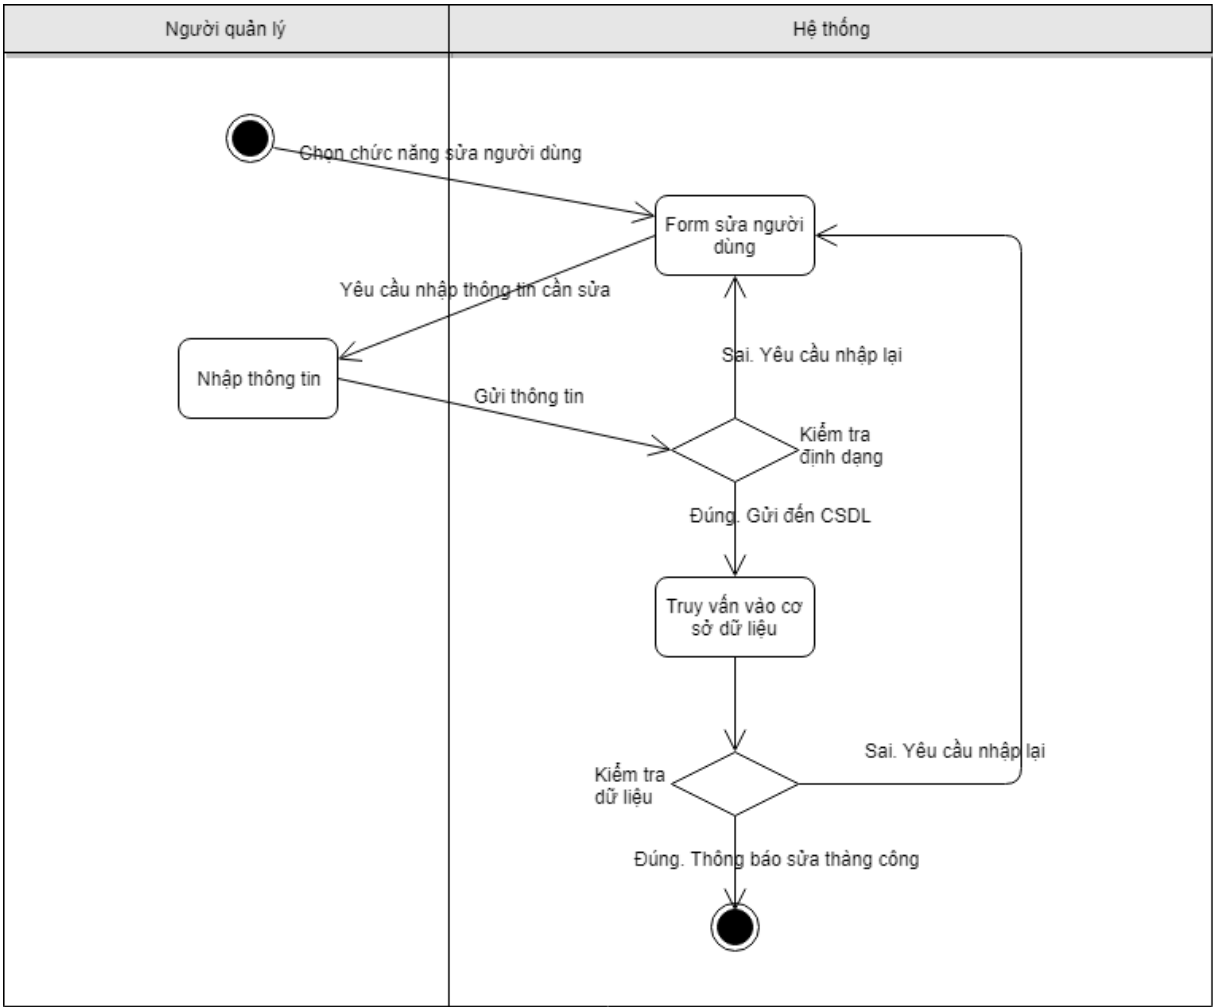 Người quản lý
Hệ thống
Chọn chức năng sửa người dùng
Form sửa người
dùng
Yêu cầu nhập thông tin cần sửa
Sai. Yêu cầu nhập lại
Nhập thông tin
Gửi thông tin
Kiểm tra
định dạng
Đúng. Gửi đến CSDL
Truy vấn vào cơ
sở dữ liệu
Sai. Yêu cầu nhập lại
Kiểm tra
dữ liệu
Đúng. Thông báo sửa thàng công